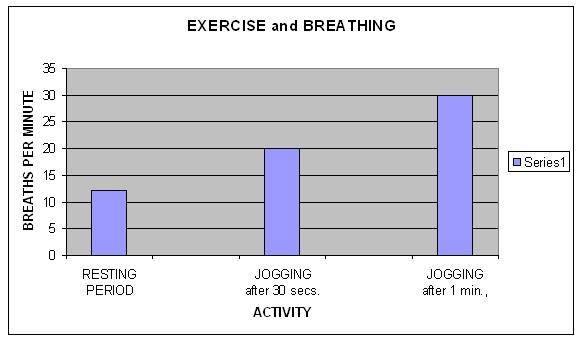 EXERCISE and BREATHING
35
30
25
20
15
10
5
0
BREATHS PER MINUTE
RESTING
PERIOD
JOGGING
after 30 secs.
JOGGING
after 1 min.,
ACTIVITY
Series1